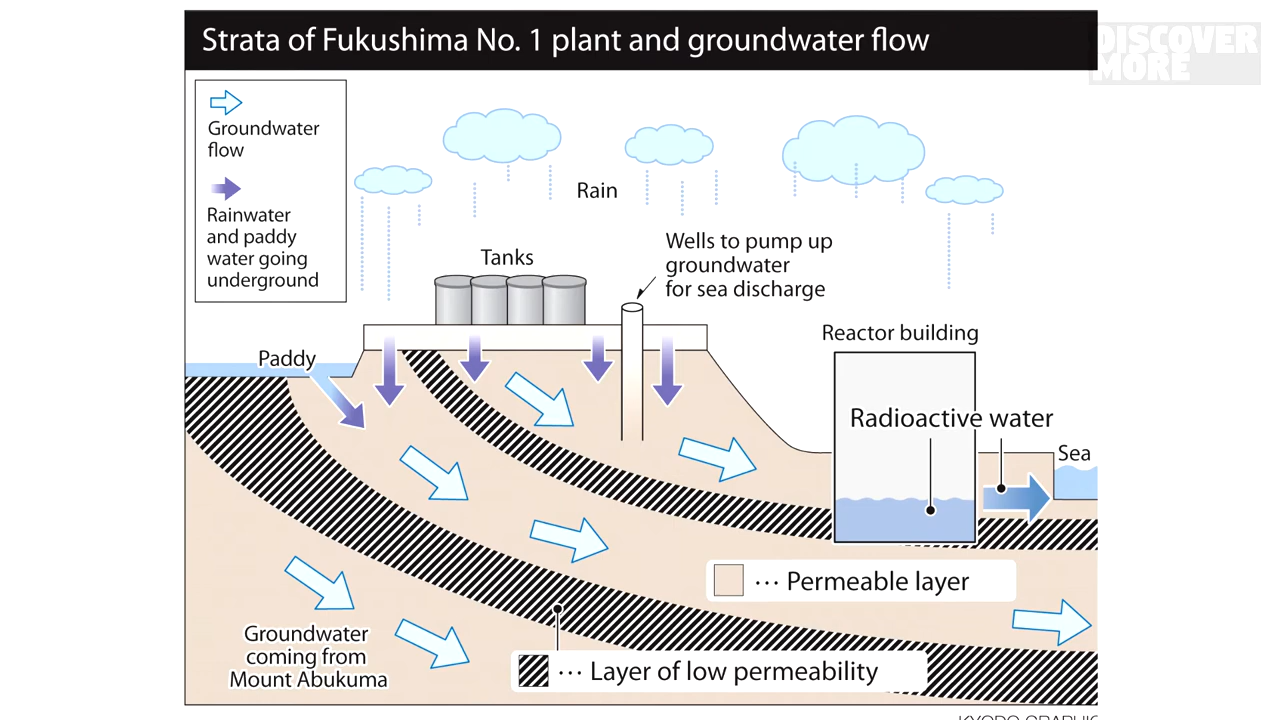 Strata of Fukushima No. 1 plant and groundwater flow
DISCOVER
MORE
Groundwater
flow
Rainwater
and paddy
water going
underground
Rain
Tanks
Wells to pump up
groundwater
for sea discharge
Reactor building
Paddy
Radioactive water
Sea
··· Permeable layer
Groundwater
coming from
Mount Abukuma
··· Layer of low permeability
KYODO GRAPHIC